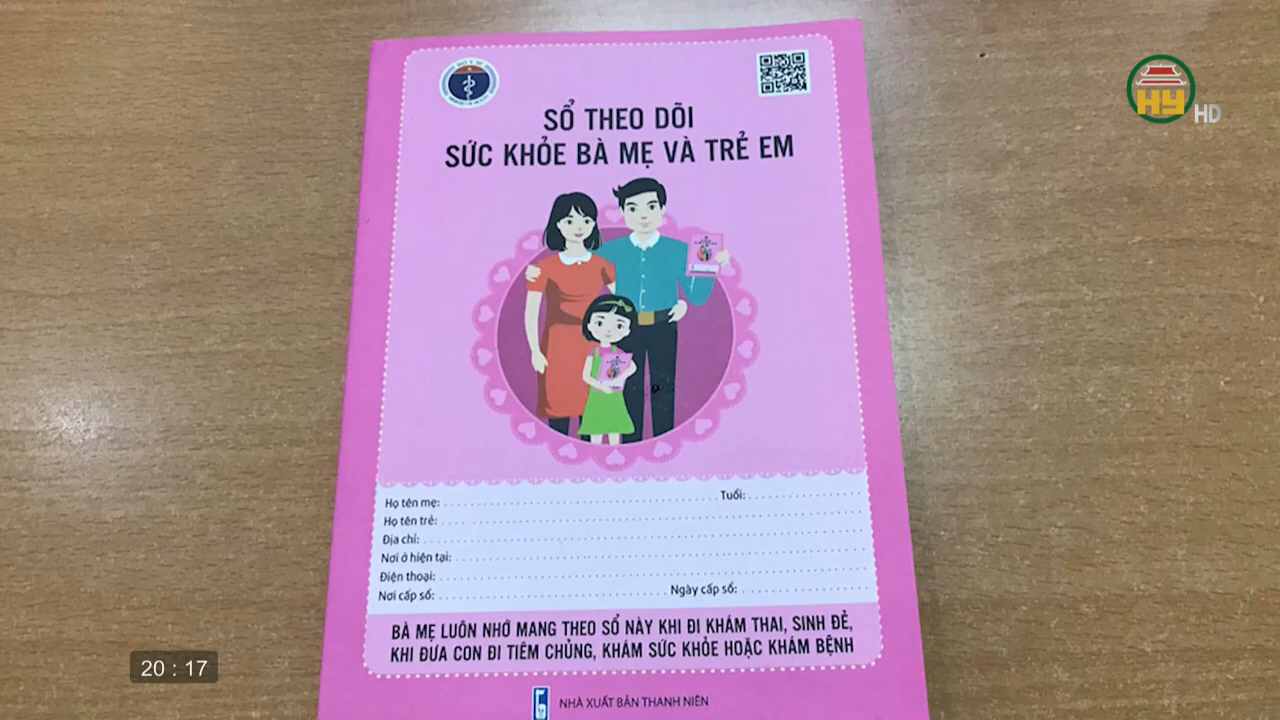 HY HD
SỔ THEO DÕI
SỨC KHỎE BÀ MẸ VÀ TRẺ EM
Họ tên mẹ: Tuổi:
Họ tên trẻ:
Địa chỉ:
Nơi ở hiện tại:
Điện thoại:
Nơi cấp sổ: Ngày cấp sổ:
BÀ MẸ LUÔN NHỚ MANG THEO SỔ NÀY KHI ĐI KHÁM THAI, SINH ĐẺ,
KHI ĐƯA CON ĐI TIÊM CHỦNG, KHÁM SỨC KHỎE HOẶC KHÁM BỆNH
20 : 17
NHÀ XUẤT BẢN THANH NIÊN